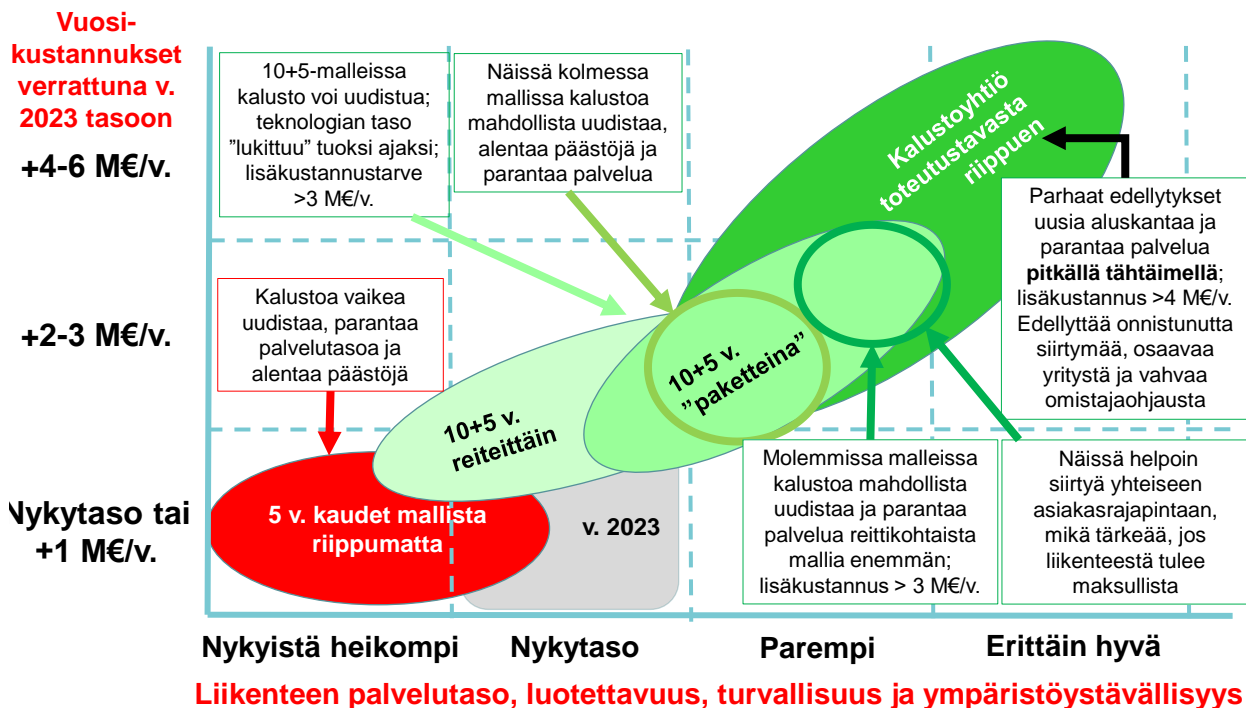 Vuosi-
kustannukset
verrattuna v.
2023 tasoon
+4-6 M€/v.
+2-3 M€/v.
Nykytaso tai
+1 M€/v.
10+5-malleissa
kalusto voi uudistua;
teknologian taso
”lukittuu” tuoksi ajaksi;
lisäkustannustarve
>3 M€/v.
Näissä kolmessa
mallissa kalustoa
mahdollista uudistaa,
alentaa päästöjä ja
parantaa palvelua
Kalustoyhtiö
toteutustavasta
riippuen
Parhaat edellytykset
uusia aluskantaa ja
parantaa palvelua
pitkällä tähtäimellä;
lisäkustannus >4 M€/v.
Edellyttää onnistunutta
siirtymää, osaavaa
yritystä ja vahvaa
omistajaohjausta
Kalustoa vaikea
uudistaa, parantaa
palvelutasoa ja
alentaa päästöjä
10+5 v.
reiteittäin
10+5 v.
”paketteina”
5 v. kaudet mallista
riippumatta
v. 2023
Molemmissa malleissa
kalustoa mahdollista
uudistaa ja parantaa
palvelua reittikohtaista
mallia enemmän;
lisäkustannus > 3 M€/v.
Näissä helpoin
siirtyä yhteiseen
asiakasrajapintaan,
mikä tärkeää, jos
liikenteestä tulee
maksullista
Nykyistä heikompi
Nykytaso
Parempi
Erittäin hyvä
Liikenteen palvelutaso, luotettavuus, turvallisuus ja ympäristöystävällisyys